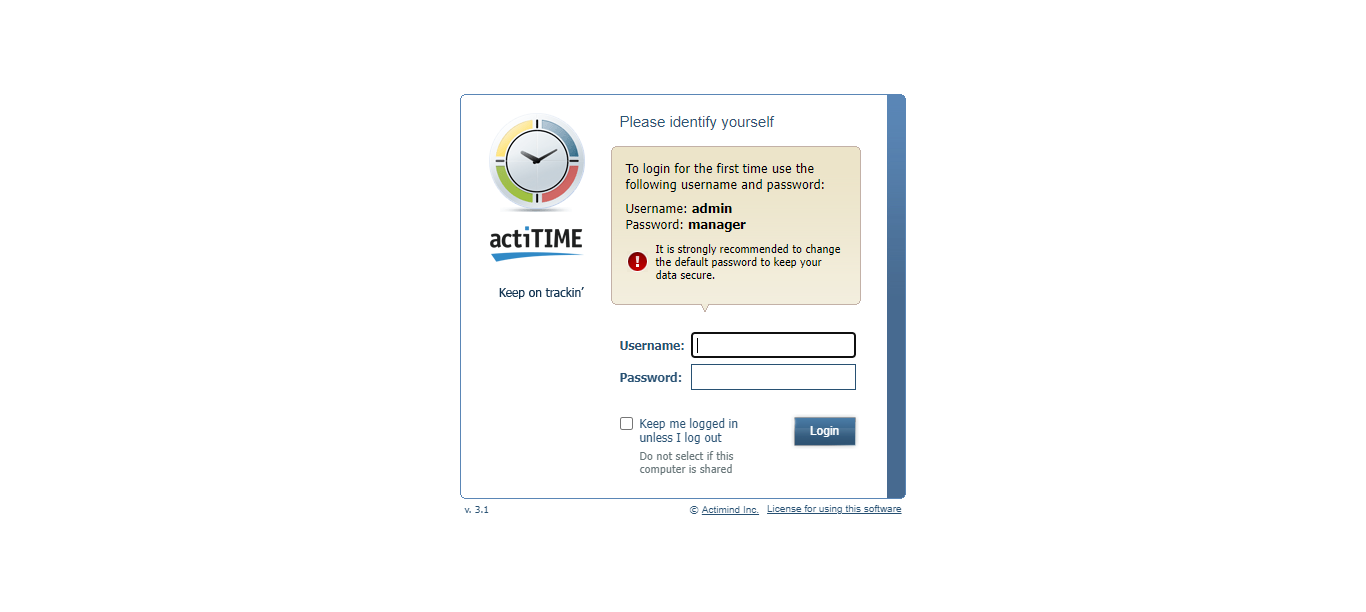 Please identify yourself
To login for the first time use the
following username and password:
Username: admin
Password: manager
It is strongly recommended to change
the default password to keep your
data secure.
actiTIME
Keep on trackin’
Username:
Password:
Keep me logged in
unless I log out
Login
Do not select if this
computer is shared
v. 3.1
© Actimind Inc. License for using this software